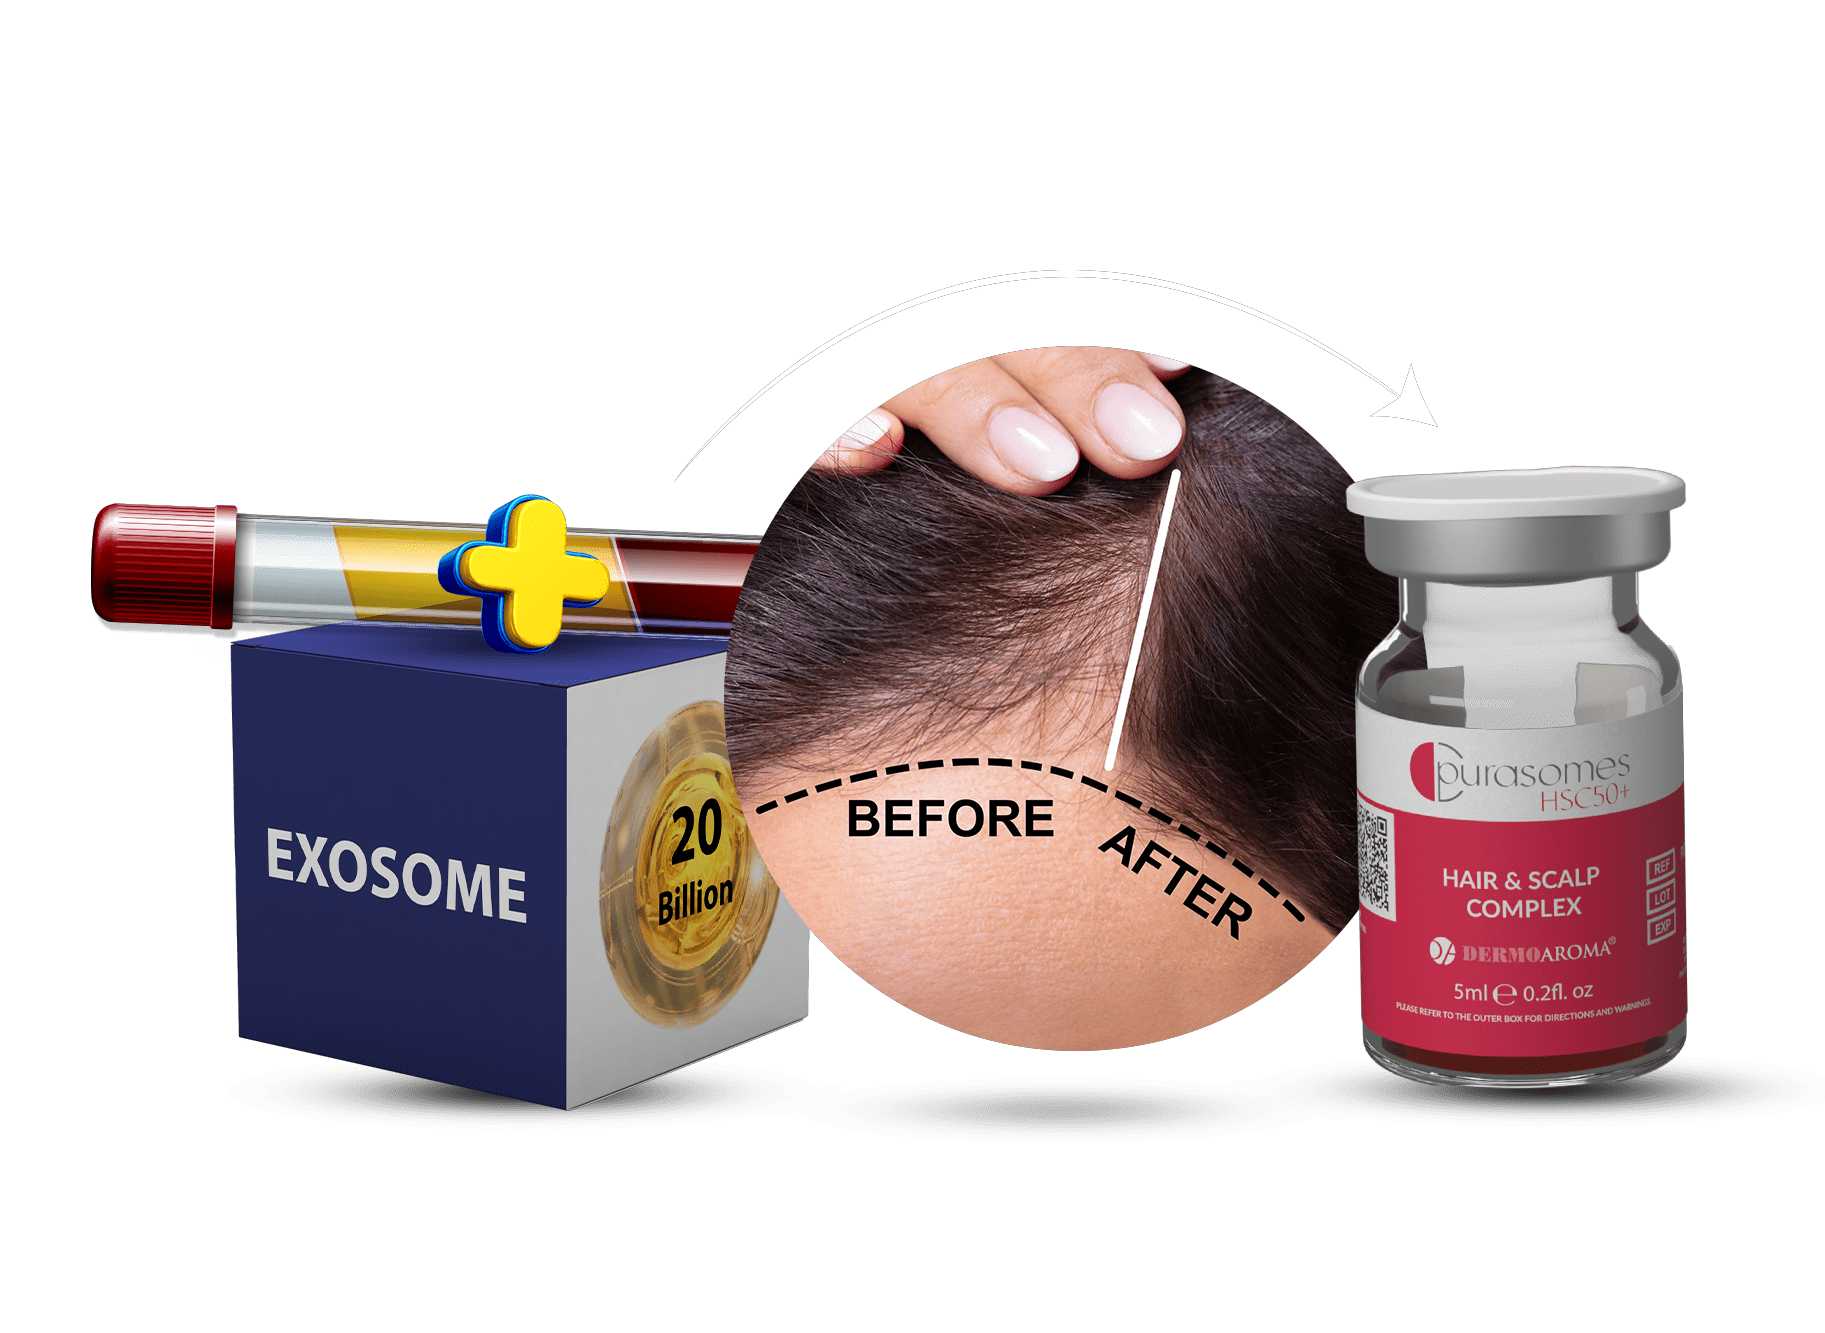 EXOSOME
20
Billion
BEFORE
AFTER
purasomes
HSC50+
HAIR & SCALP
COMPLEX
DERMOAROMA®
5ml ℮ 0.2fl. oz
PLEASE REFER TO THE OUTER BOX FOR DIRECTIONS AND WARNINGS.
REF
LOT
EXP